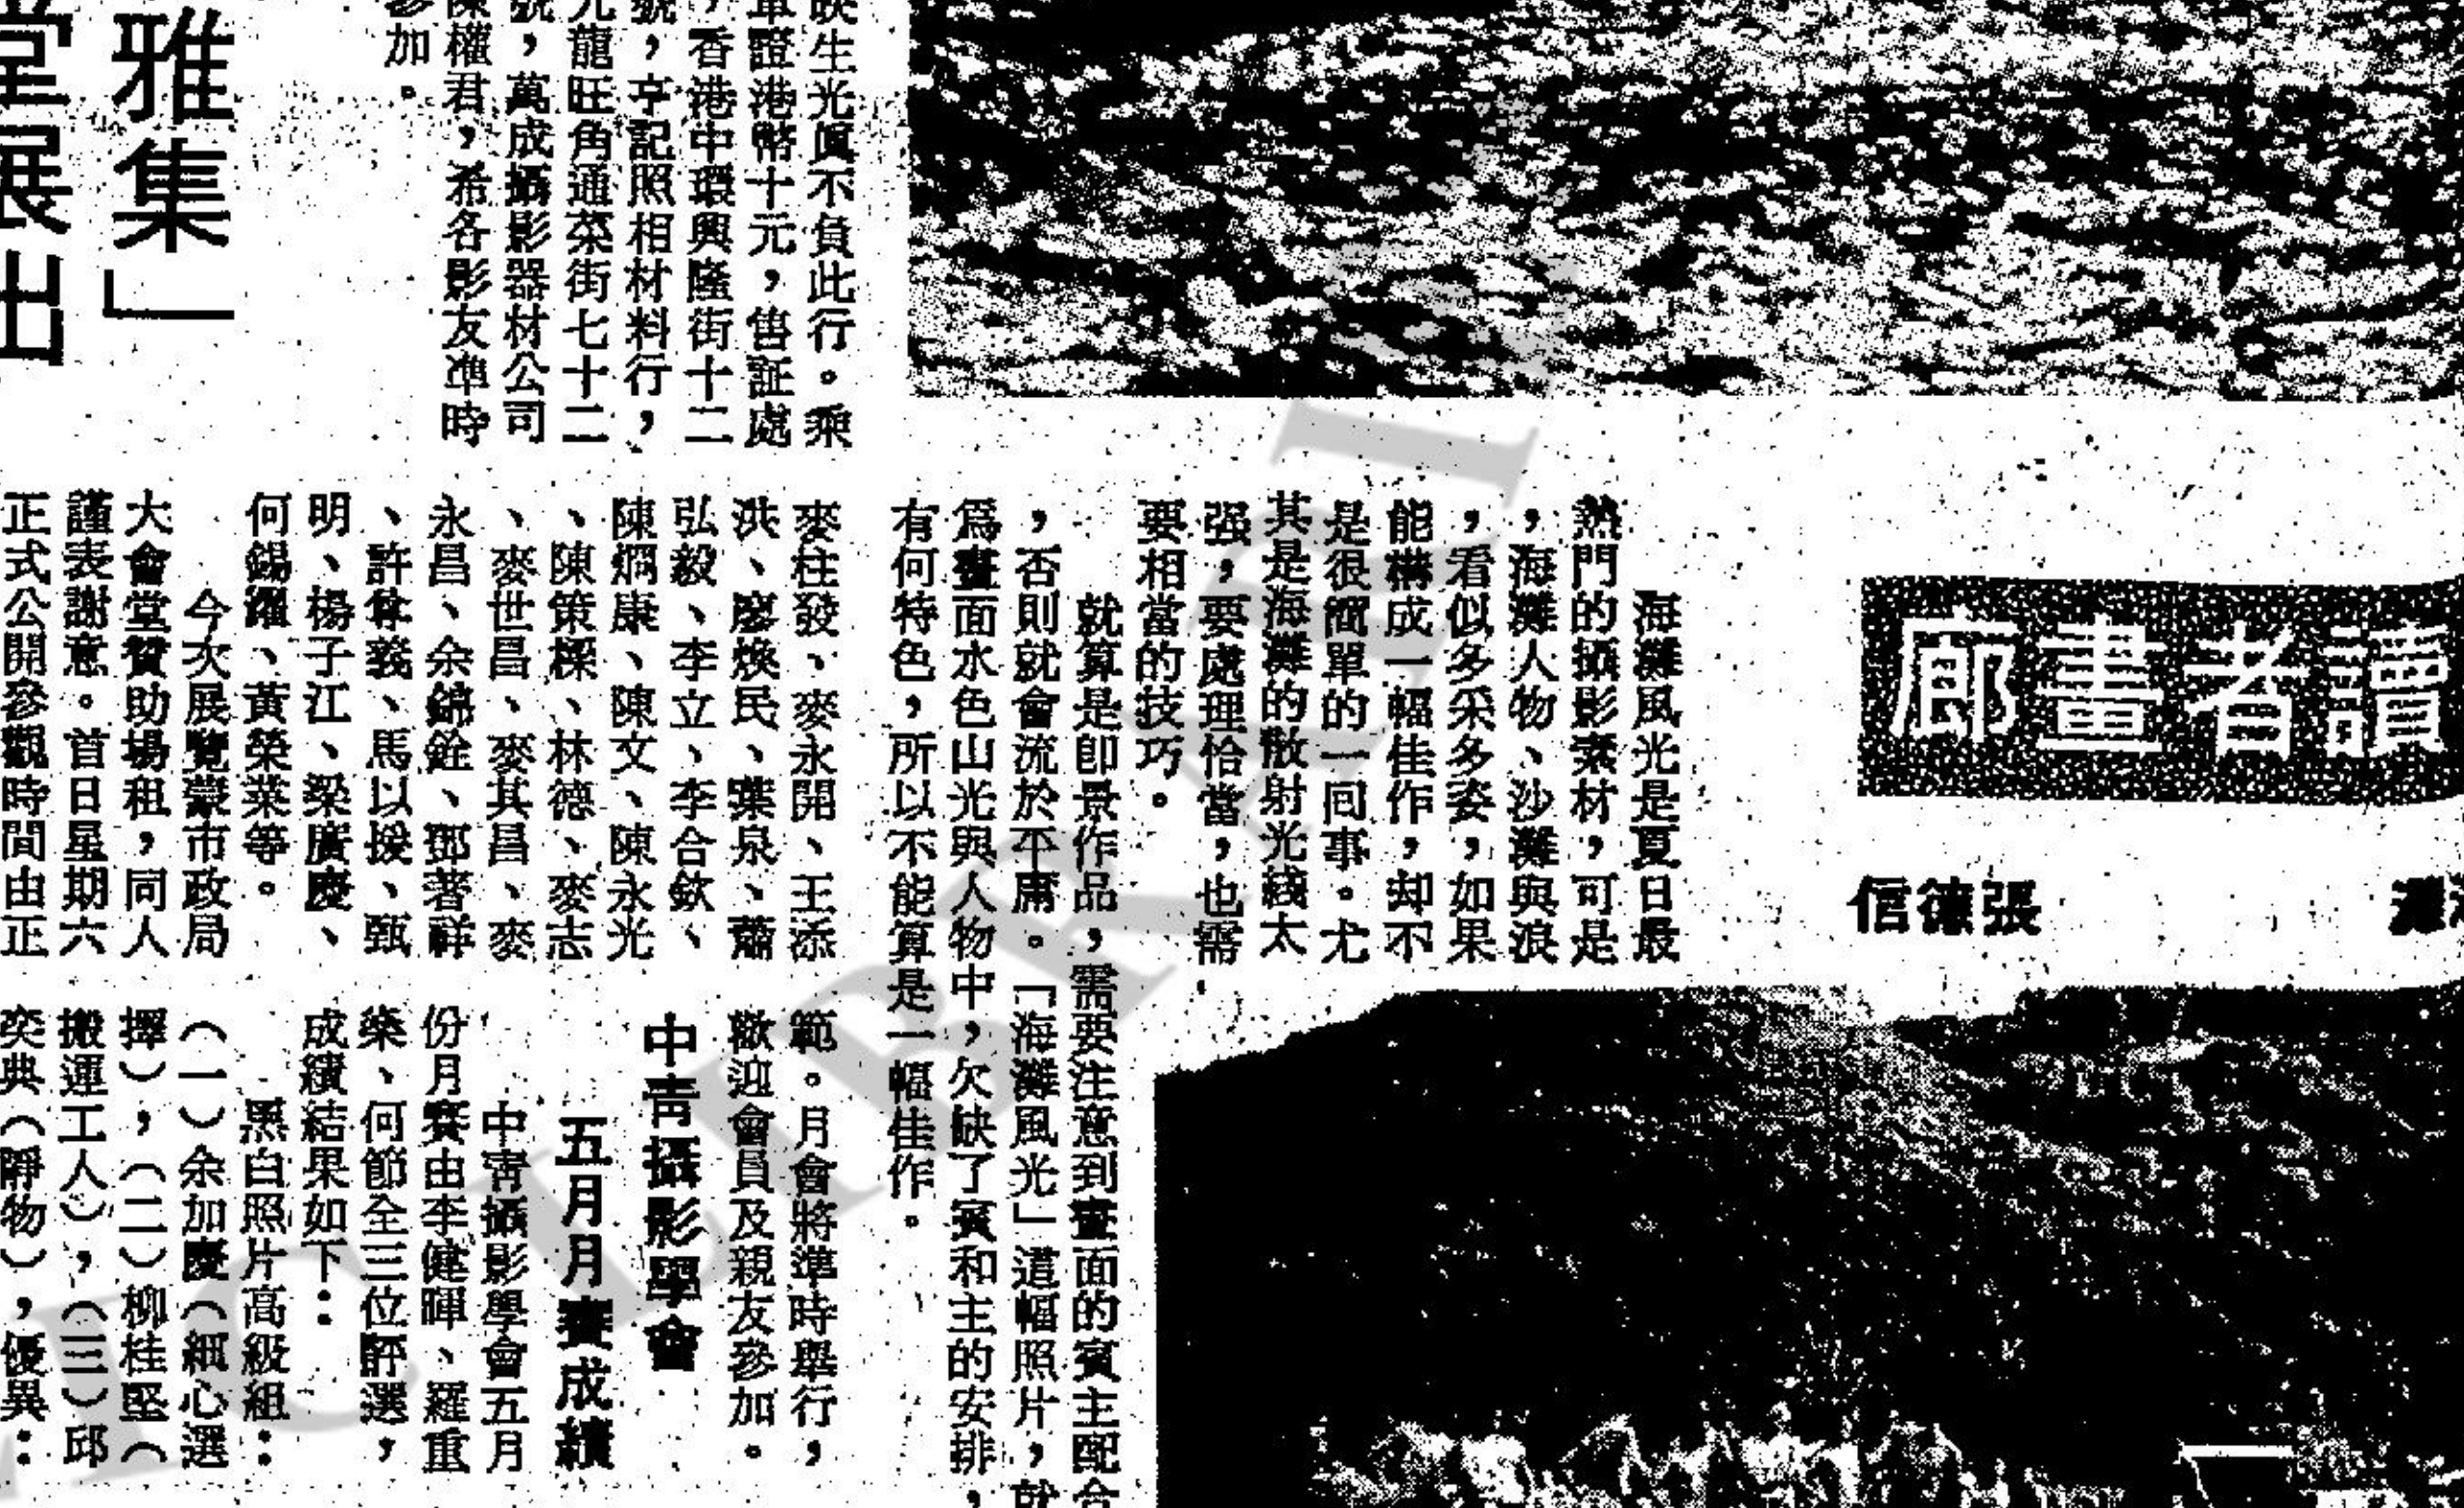 讀者畫廊
張德信
海灘風光是夏日最
熱門的攝影素材，可是
，海灘人物、沙灘與浪
，看似多采多姿，如果
能構成一幅佳作，却不
是很簡單的一回事。尤
其是海灘的散射光綫太
强，要處理恰當，也需
要相當的技巧。
就算是即景作品，需要注意到畫面的賓主配合
，否則就會流於平庸。「海灘風光」這幅照片，就
爲畫面水色山光與人物中，欠缺了賓和主的安排，
有何特色，所以不能算是一幅佳作。
映生光眞不負此行。乘
車證港幣十元，售証處
，香港中環興隆街十二
號，亨記照相材料行，
九龍旺角通菜街七十二
號，萬成攝影器材公司
陳權君，希各影友準時
參加。
雅集」
堂展出
麥柱發、麥永開、王添
洪、廖煥民、葉泉、蕭
弘毅、李立、李合欽、
陳烱康、陳文、陳永光
、陳策樑、林德、麥志
、麥世昌、麥其昌、麥
永昌、余錦銓、鄧著祥
、許韋義、馬以援、甄
明、楊子江、梁廣慶、
何錫躍、黃榮業等。
今次展覽蒙市政局
大會堂贊助場租，同人
謹表謝意。首日星期六
正式公開參觀時間由正
範。月會將準時舉行，
歡迎會員及親友參加。
中靑攝影學會
五月月賽成績
中靑攝影學會五月
份月賽由李健暉、羅重
燊、何節全三位評選，
成績結果如下：
黑白照片高級組：
（一）余加慶（細心選
擇），（二）柳桂堅（
搬運工人），（三）邱
奕典（靜物），優異：
LIC LIBRARI